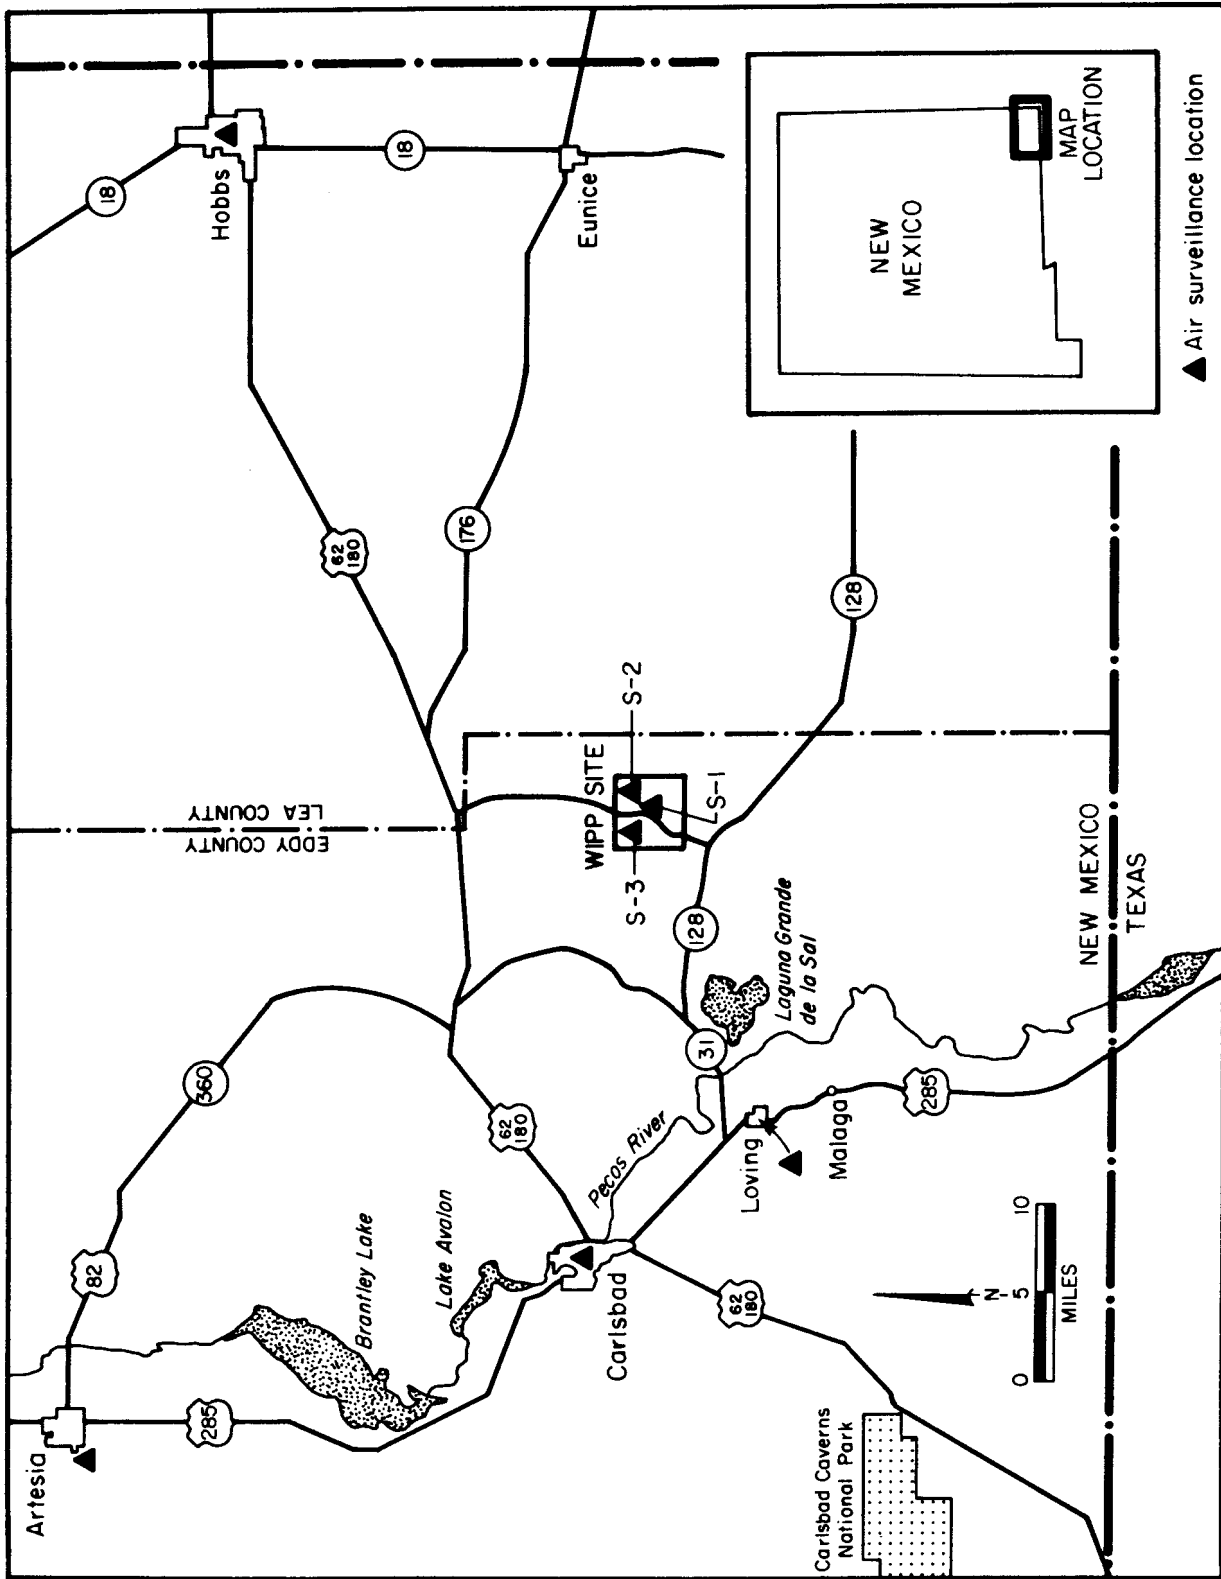 Artesia
82
285
360
Brantley Lake
Lake Avalon
Carlsbad
62
180
Pecos River
EDDY COUNTY
LEA COUNTY
62
180
176
18
Hobbs
18
Eunice
WIPP SITE
S-3
S-2
S-1
128
128
31
Laguna Grande
de la Sal
Loving
Malaga
285
62
180
Carlsbad Caverns
National Park
N
0
5
10
MILES
NEW MEXICO
TEXAS
NEW
MEXICO
MAP
LOCATION
Air surveillance location